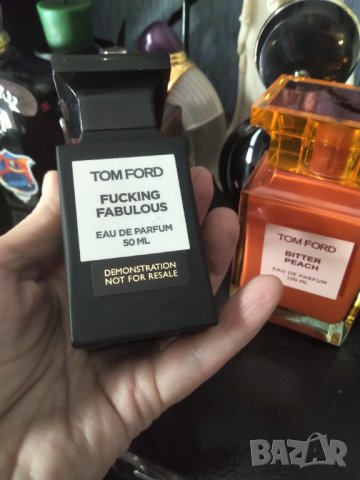 TOM FORD
FUCKING
FABULOUS
EAU DE PARFUM
50 ML
DEMONSTRATION
NOT FOR RESALE
TOM FORD
BITTER
PEACH
EAU DE PARFUM
100 ML
BAZAR